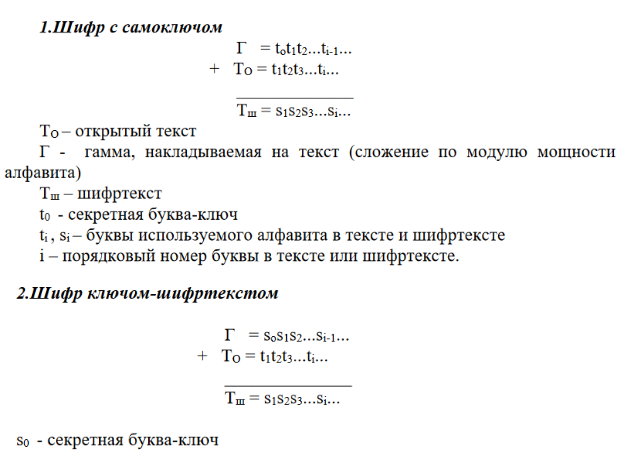 1.Шифр с самоключом
Г = tot1t2...ti-1...
+ То = t1t2t3...ti...
Тш = s1s2s3...si...
То – открытый текст
Г - гамма, накладываемая на текст (сложение по модулю мощности
алфавита)
Тш – шифртекст
t0 - секретная буква-ключ
ti , si – буквы используемого алфавита в тексте и шифртексте
i – порядковый номер буквы в тексте или шифртексте.
2.Шифр ключом-шифртекстом
Г = sos1s2...si-1...
+ То = t1t2t3...ti...
Тш = s1s2s3...si...
s0 - секретная буква-ключ